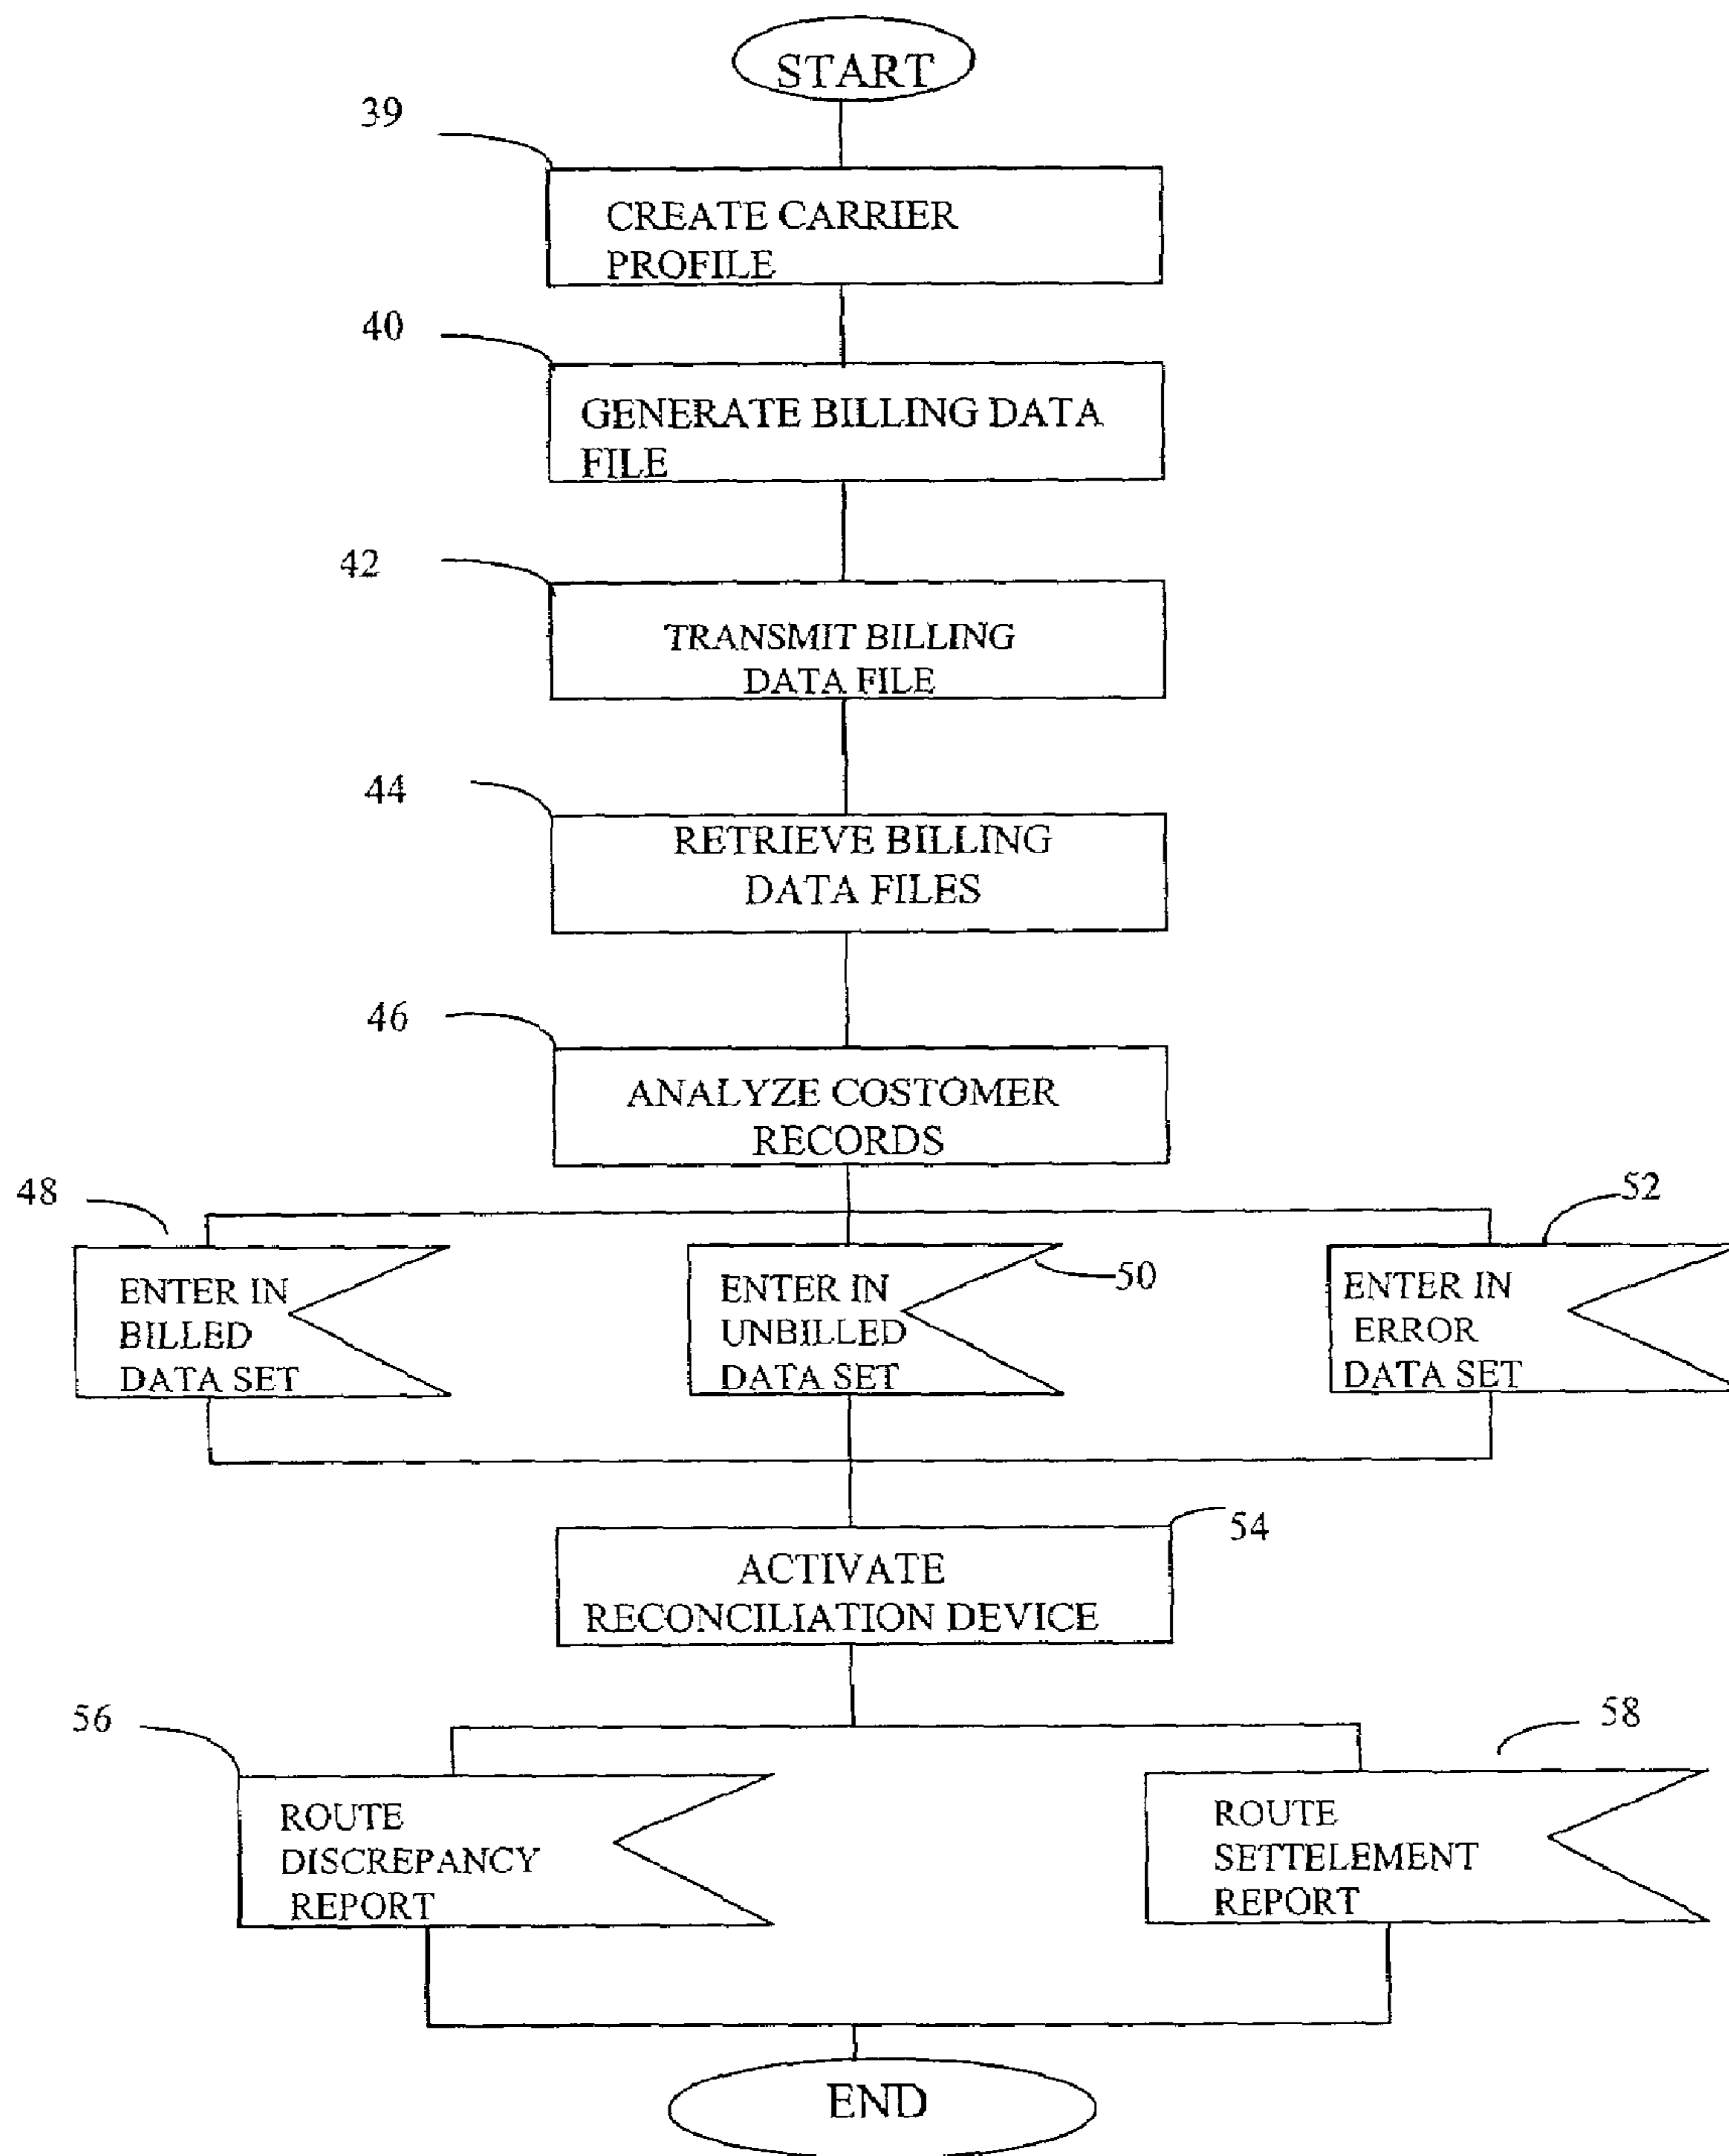 START
39
CREATE CARRIER
PROFILE
40
GENERATE BILLING DATA
FILE
42
TRANSMIT BILLING
DATA FILE
44
RETRIEVE BILLING
DATA FILES
46
ANALYZE COSTOMER
RECORDS
48
ENTER IN
BILLED
DATA SET
50
ENTER IN
UNBILLED
DATA SET
52
ENTER IN
ERROR
DATA SET
54
ACTIVATE
RECONCILIATION DEVICE
56
ROUTE
DISCREPANCY
REPORT
58
ROUTE
SETTELEMENT
REPORT
END